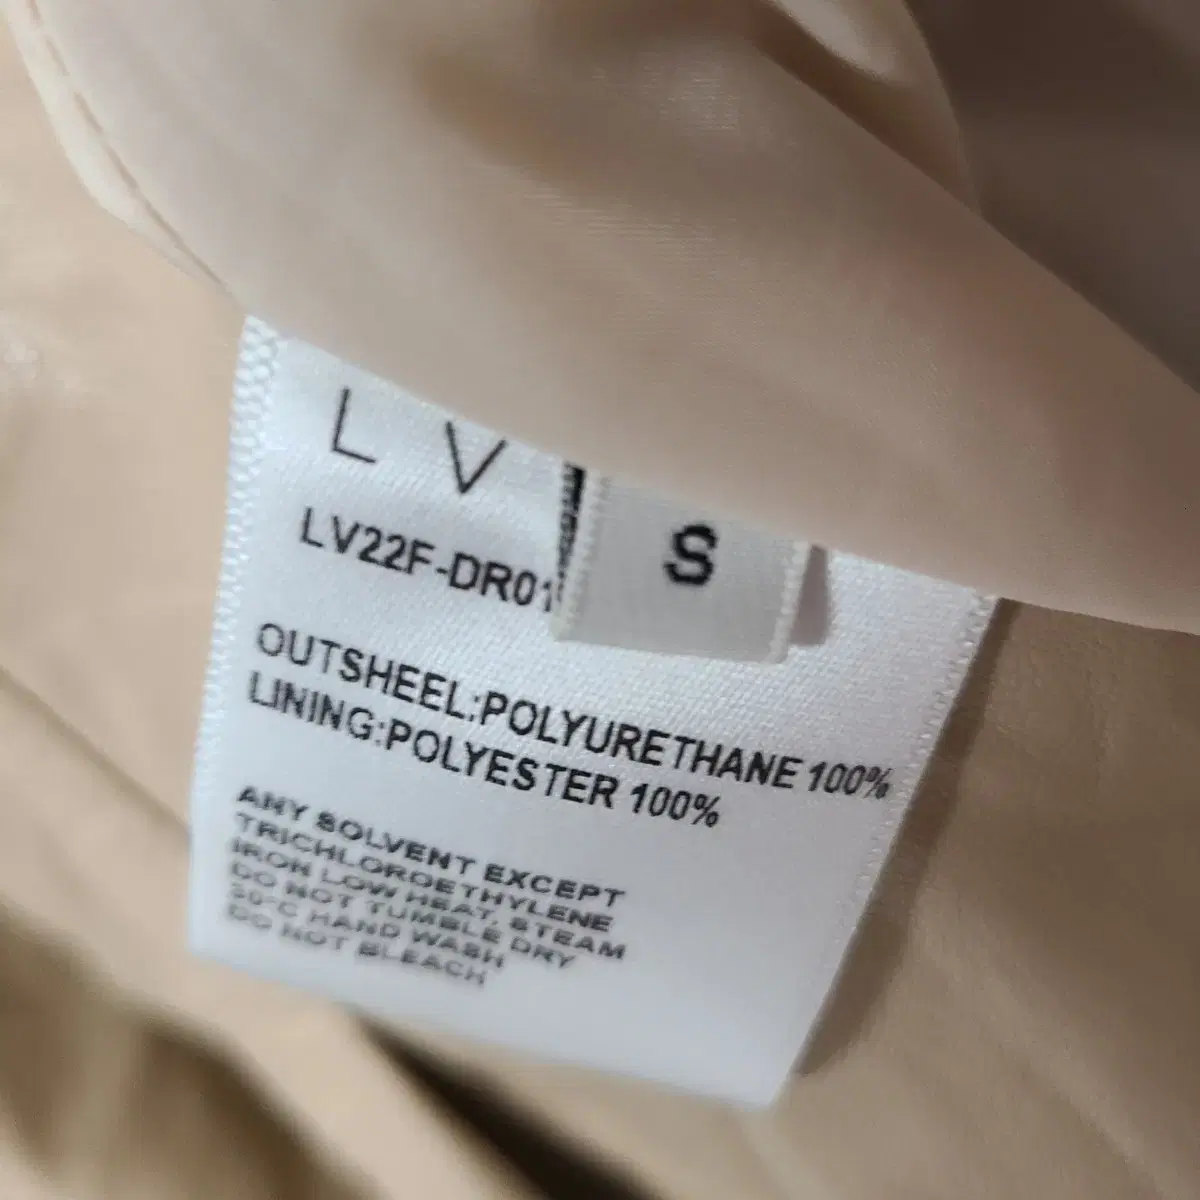 L V
S
LV22F-DR01
OUTSHEEL:POLYURETHANE 100%
LINING:POLYESTER 100%
ANY SOLVENT EXCEPT
TRICHLOROETHYLENE
IRON LOW HEAT, STEAM
DO NOT TUMBLE DRY
30°C HAND WASH
DO NOT BLEACH